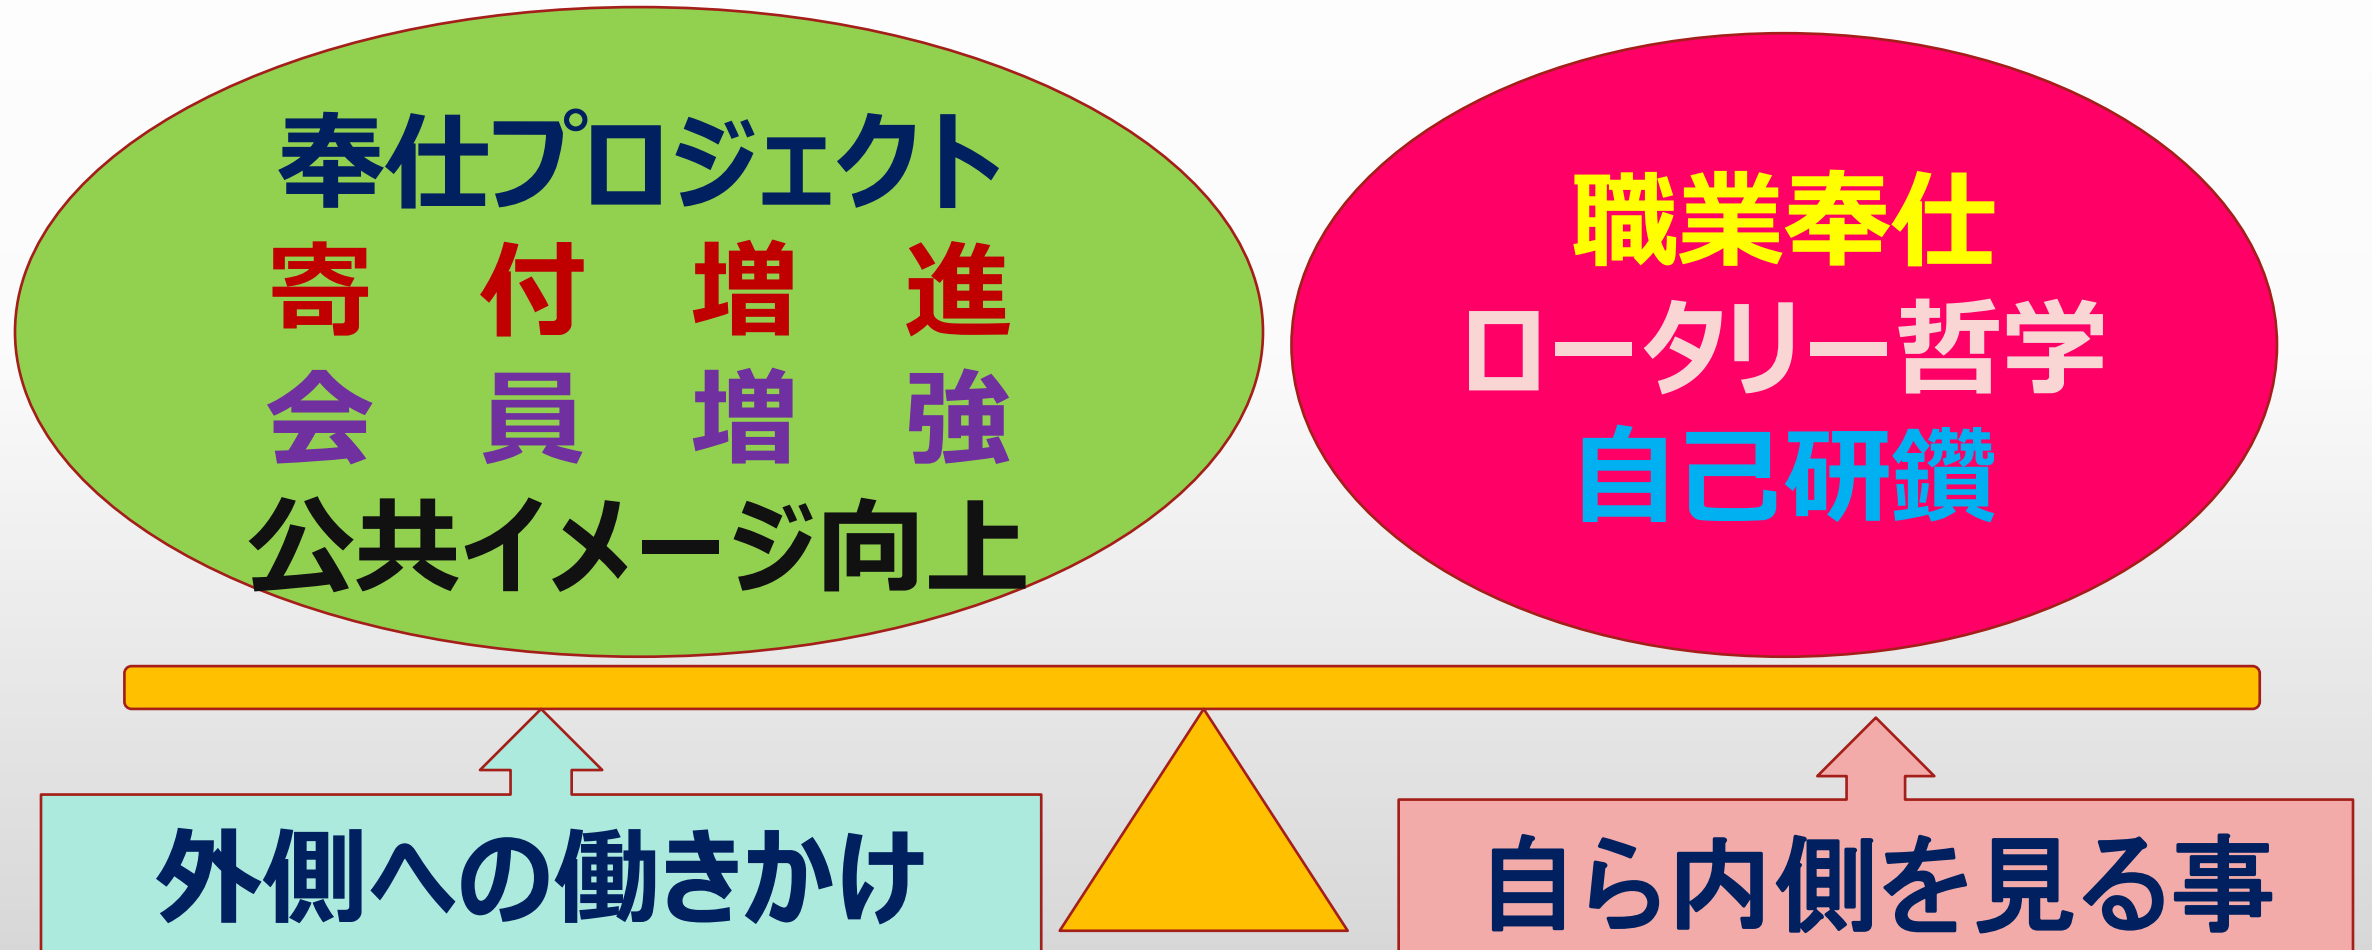 奉仕プロジェクト
寄付増進
会員増強
公共イメージ向上
職業奉仕
ロータリー哲学
自己研鑽
外側への働きかけ
自ら内側を見る事